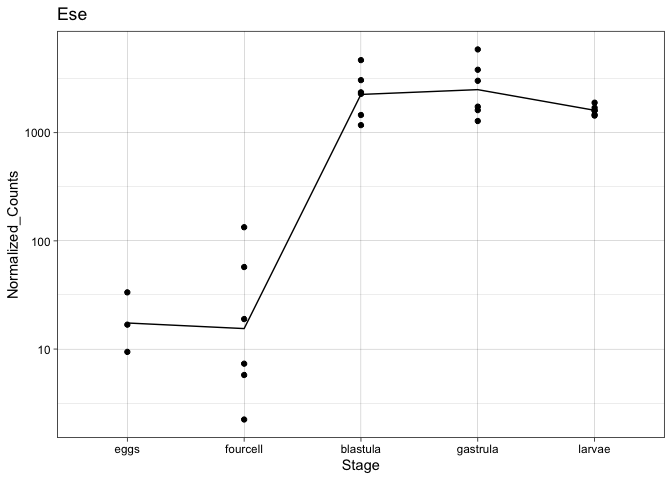 Ese
Normalized_Counts
1000
100
10
eggs fourcell blastula gastrula larvae
Stage